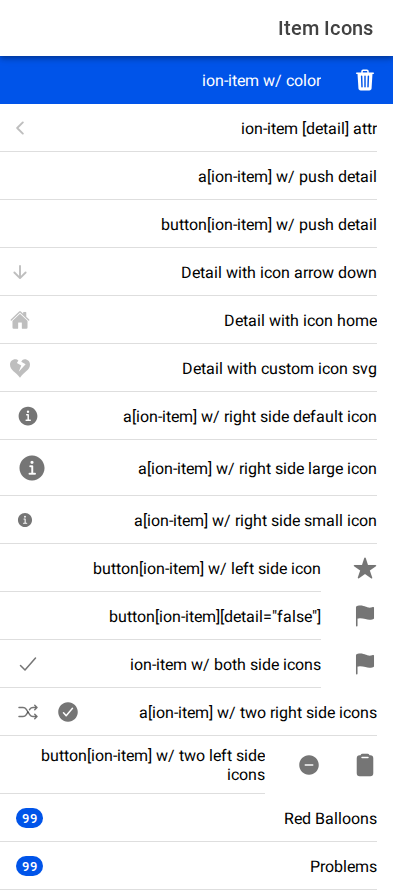 Item Icons
ion-item w/ color
ion-item [detail] attr
a[ion-item] w/ push detail
button[ion-item] w/ push detail
Detail with icon arrow down
Detail with icon home
Detail with custom icon svg
a[ion-item] w/ right side default icon
a[ion-item] w/ right side large icon
a[ion-item] w/ right side small icon
button[ion-item] w/ left side icon
button[ion-item][detail="false"]
ion-item w/ both side icons
a[ion-item] w/ two right side icons
button[ion-item] w/ two left side
icons
Red Balloons 99
Problems 99